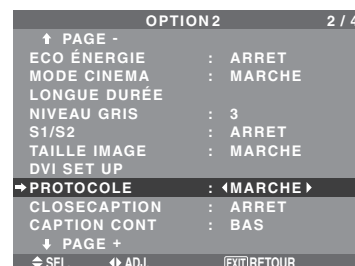 OPTION2 2/4
↑ PAGE -
ECO ÉNERGIE : ARRET
MODE CINEMA : MARCHE
LONGUE DURÉE
NIVEAU GRIS : 3
S1/S2 : ARRET
TAILLE IMAGE : MARCHE
DVI SET UP
→ PROTOCOLE : ◀MARCHE▶
CLOSECAPTION : ARRET
CAPTION CONT : BAS
↓ PAGE +
SEL. ADJ. EXIT RETOUR